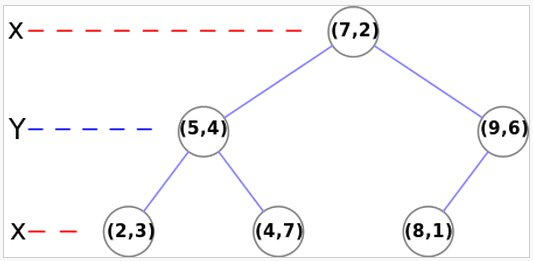 X (7,2)
Y (5,4) (9,6)
X (2,3) (4,7) (8,1)